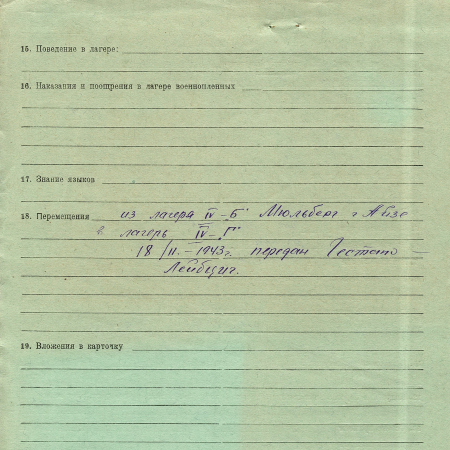 15. Поведение в лагере:
16. Наказания и поощрения в лагере военнопленных
17. Знание языков
18. Перемещения из лагеря IV-Б Мюльберг г. Айзе
в лагерь IV-Г
18/II.-1943г. передан Гестапо –
Лейбциг.
19. Вложения в карточку